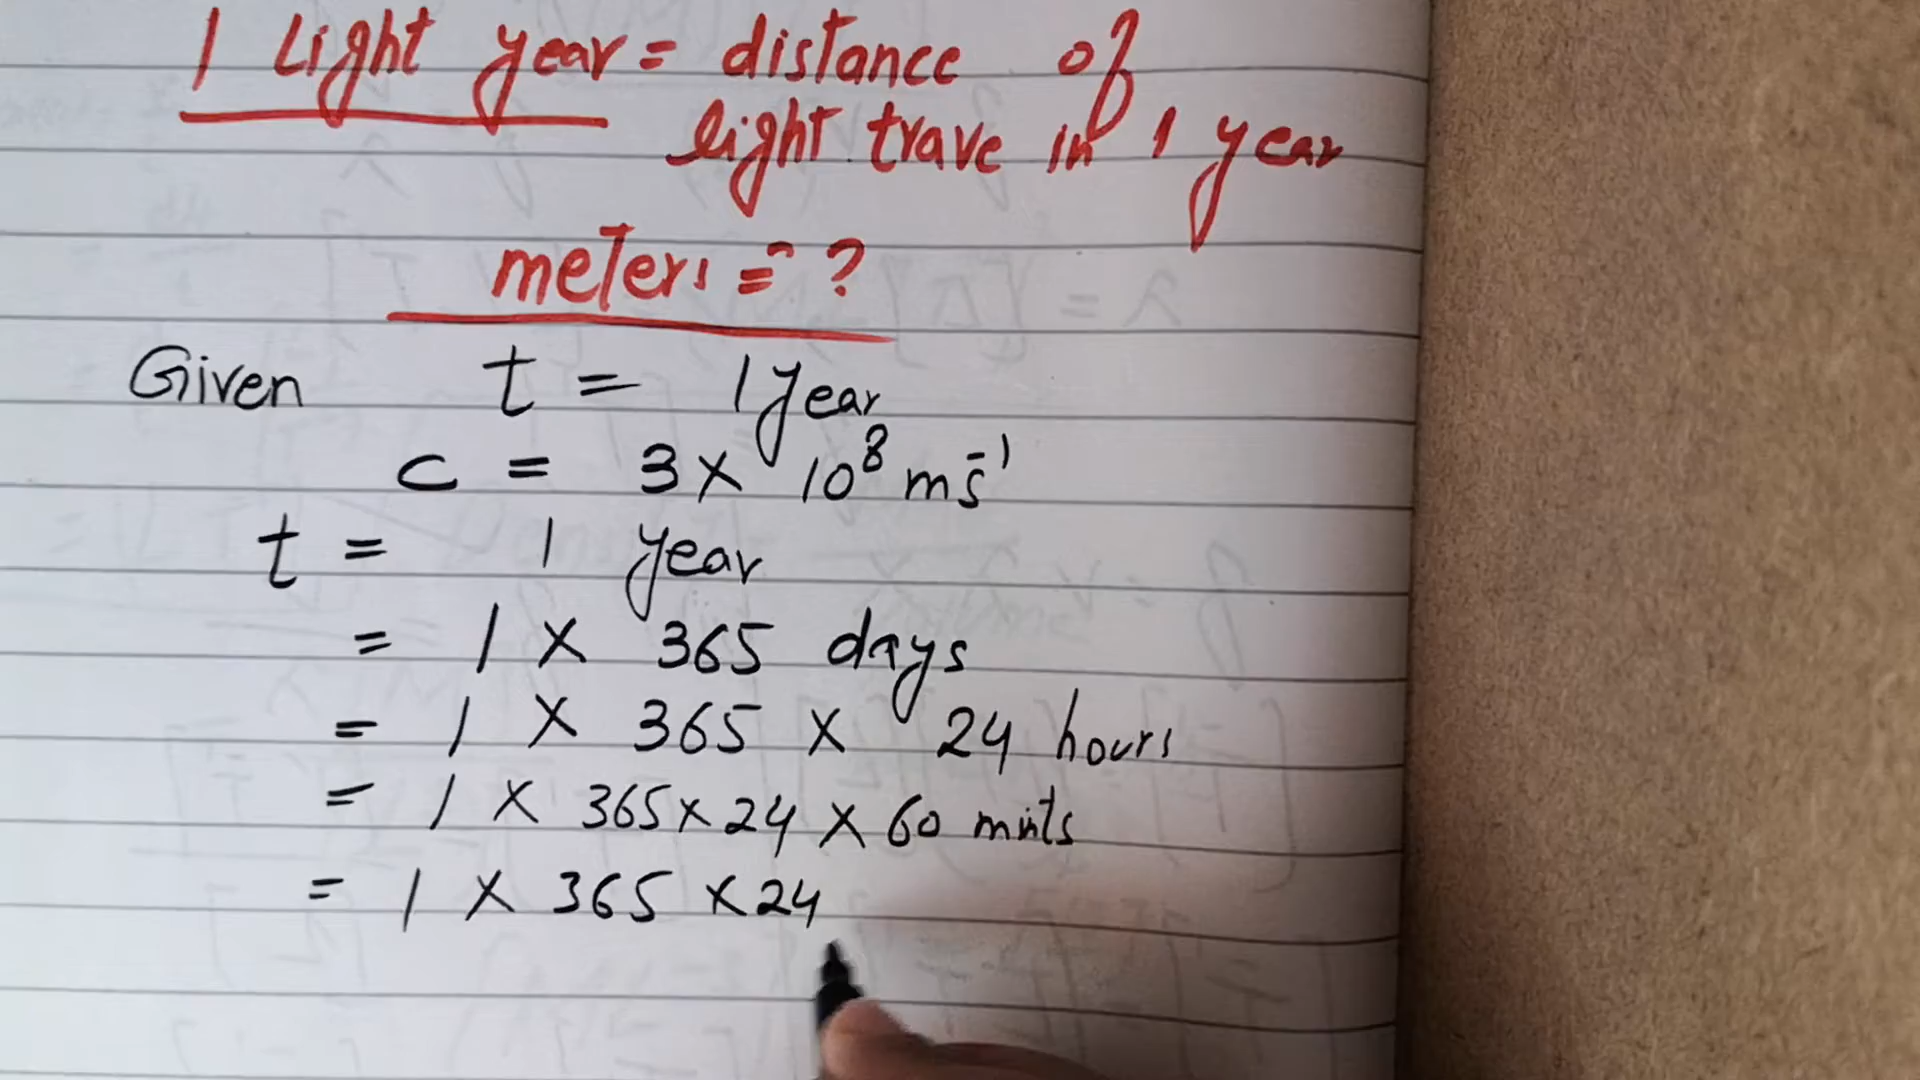 1 Light year = distance of
light trave in 1 year
meters = ?
Given t = 1 year
c = 3 × 10⁸ ms⁻¹
t = 1 year
= 1 × 365 days
= 1 × 365 × 24 hours
= 1 × 365 × 24 × 60 mints
= 1 × 365 × 24